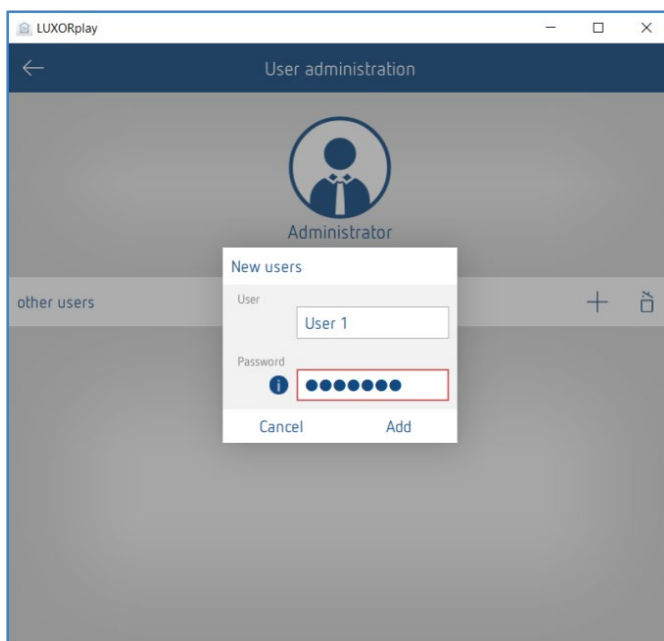 LUXORplay
User administration
Administrator
other users
New users
User
User 1
Password
Cancel
Add